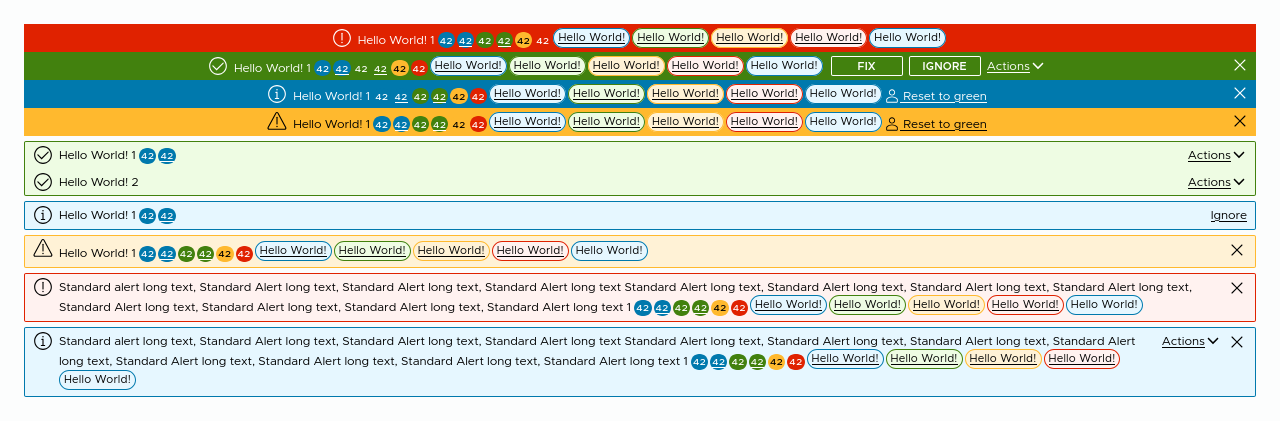 Hello World! 1 42 42 42 42 42 42 Hello World! Hello World! Hello World! Hello World! Hello World!
Hello World! 1 42 42 42 42 42 42 Hello World! Hello World! Hello World! Hello World! Hello World! FIX IGNORE Actions
Hello World! 1 42 42 42 42 42 42 Hello World! Hello World! Hello World! Hello World! Hello World! Reset to green
Hello World! 1 42 42 42 42 42 42 Hello World! Hello World! Hello World! Hello World! Hello World! Reset to green
Hello World! 1 42 42 Actions
Hello World! 2 Actions
Hello World! 1 42 42 Ignore
Hello World! 1 42 42 42 42 42 42 Hello World! Hello World! Hello World! Hello World! Hello World!
Standard alert long text, Standard Alert long text, Standard Alert long text, Standard Alert long text Standard Alert long text, Standard Alert long text, Standard Alert long text, Standard Alert long text,
Standard Alert long text, Standard Alert long text, Standard Alert long text, Standard Alert long text 1 42 42 42 42 42 42 Hello World! Hello World! Hello World! Hello World! Hello World!
Standard alert long text, Standard Alert long text, Standard Alert long text, Standard Alert long text Standard Alert long text, Standard Alert long text, Standard Alert long text, Standard Alert Actions
long text, Standard Alert long text, Standard Alert long text, Standard Alert long text, Standard Alert long text 1 42 42 42 42 42 42 Hello World! Hello World! Hello World! Hello World!
Hello World!